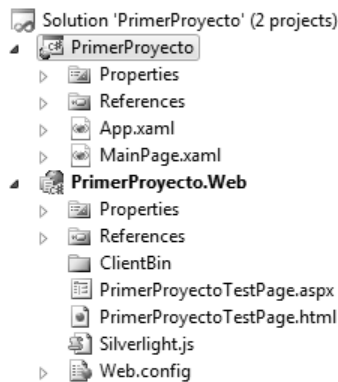 Solution 'PrimerProyecto' (2 projects)
PrimerProyecto
Properties
References
App.xaml
MainPage.xaml
PrimerProyecto.Web
Properties
References
ClientBin
PrimerProyectoTestPage.aspx
PrimerProyectoTestPage.html
Silverlight.js
Web.config